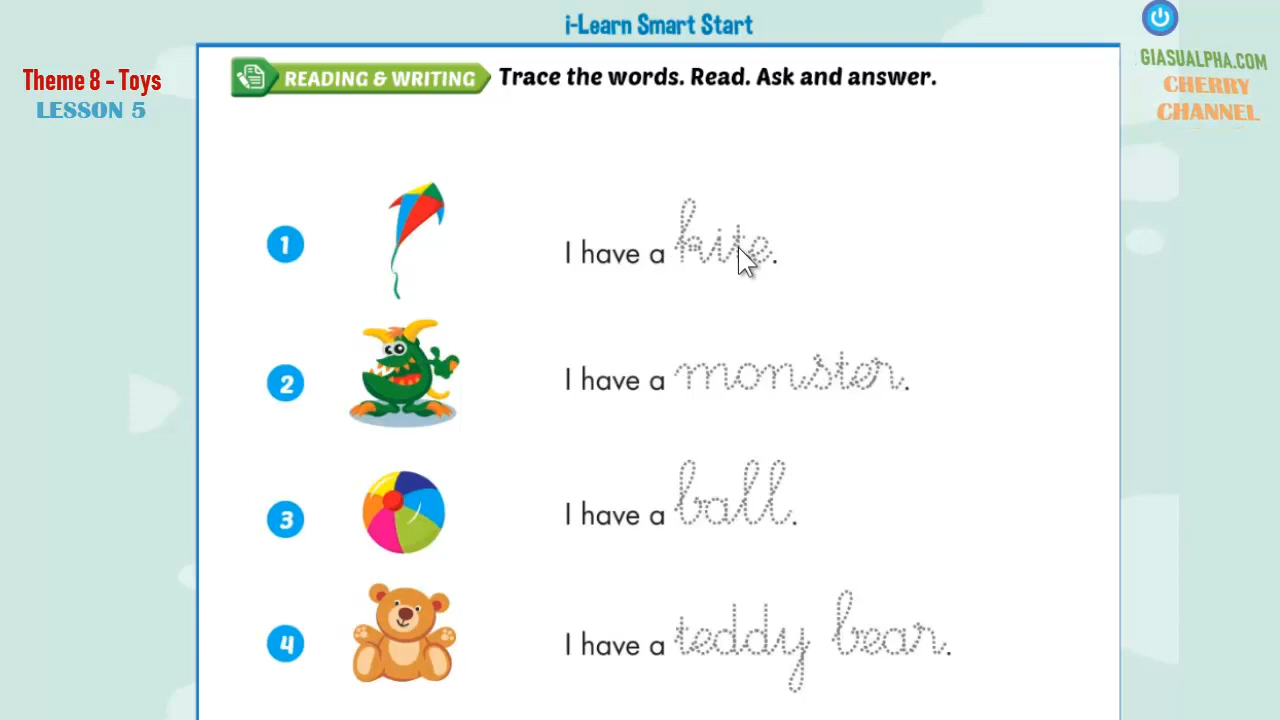 i-Learn Smart Start
Theme 8 - Toys
LESSON 5
GIASUALPHA.COM
CHERRY
CHANNEL
READING & WRITING Trace the words. Read. Ask and answer.
1 I have a kite.
2 I have a monster.
3 I have a ball.
4 I have a teddy bear.